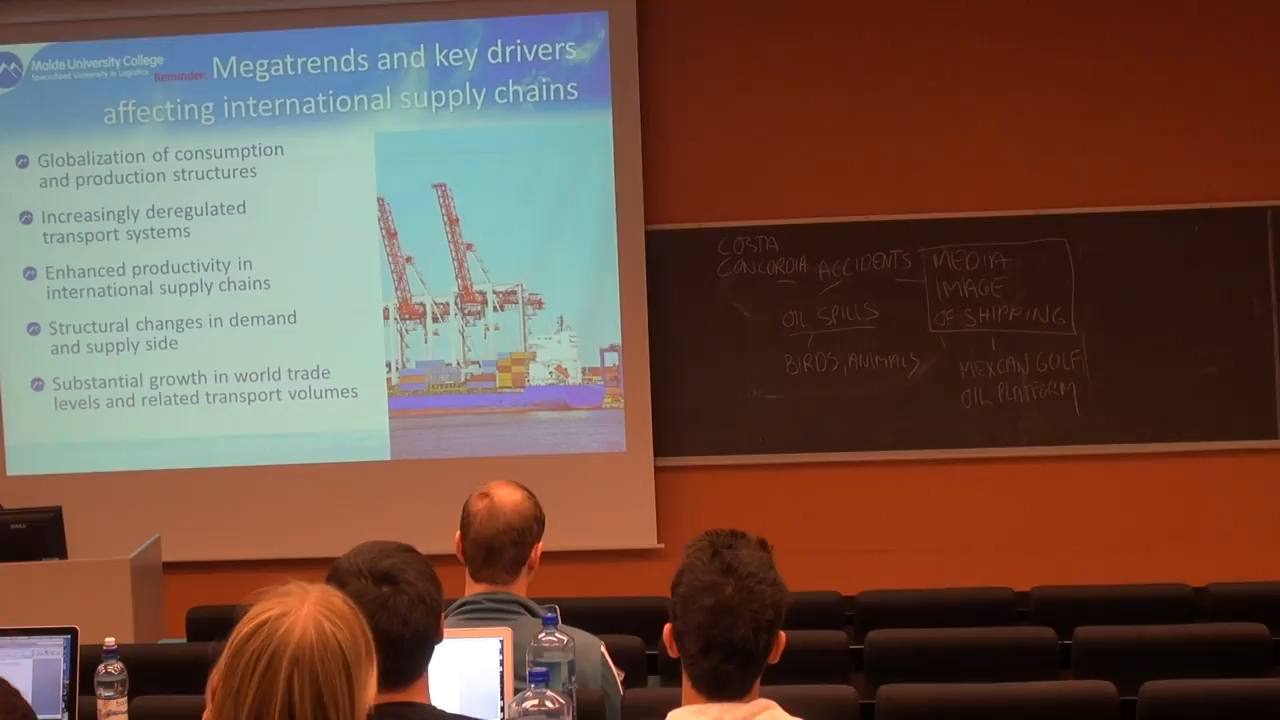 Molde University College
Specialized University in Logistics
Reminder: Megatrends and key drivers
affecting international supply chains
Globalization of consumption
and production structures
Increasingly deregulated
transport systems
Enhanced productivity in
international supply chains
Structural changes in demand
and supply side
Substantial growth in world trade
levels and related transport volumes
COSTA
CONCORDIA ACCIDENTS
MEDIA
IMAGE
OF SHIPPING
OIL SPILLS
BIRDS, ANIMALS
MEXCAN GOLF
OIL PLATFORM
DELL